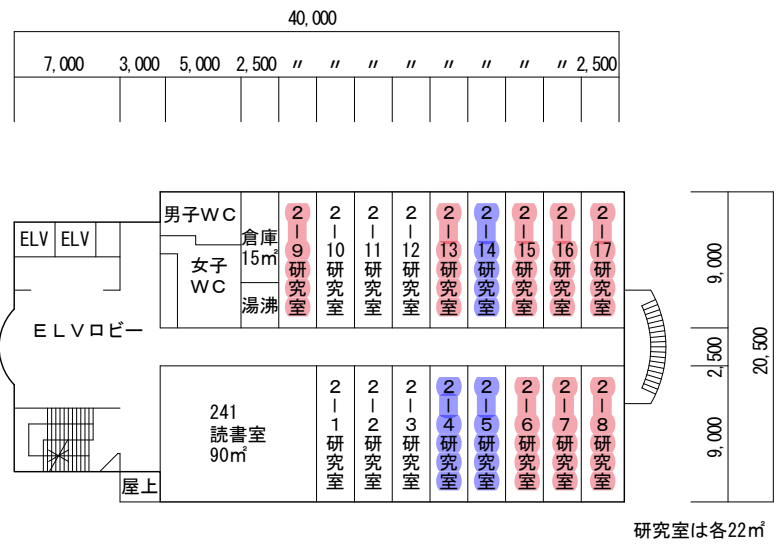 40,000
7,000 3,000 5,000 2,500 〃 〃 〃 〃 〃 〃 〃 〃 2,500
男子WC
ELV ELV
倉庫
15㎡
女子
WC
湯沸
2－9研究室
2－10研究室
2－11研究室
2－12研究室
2－13研究室
2－14研究室
2－15研究室
2－16研究室
2－17研究室
9,000
ELVロビー
2,500
20,500
241
読書室
90㎡
2－1研究室
2－2研究室
2－3研究室
2－4研究室
2－5研究室
2－6研究室
2－7研究室
2－8研究室
9,000
屋上
研究室は各22㎡